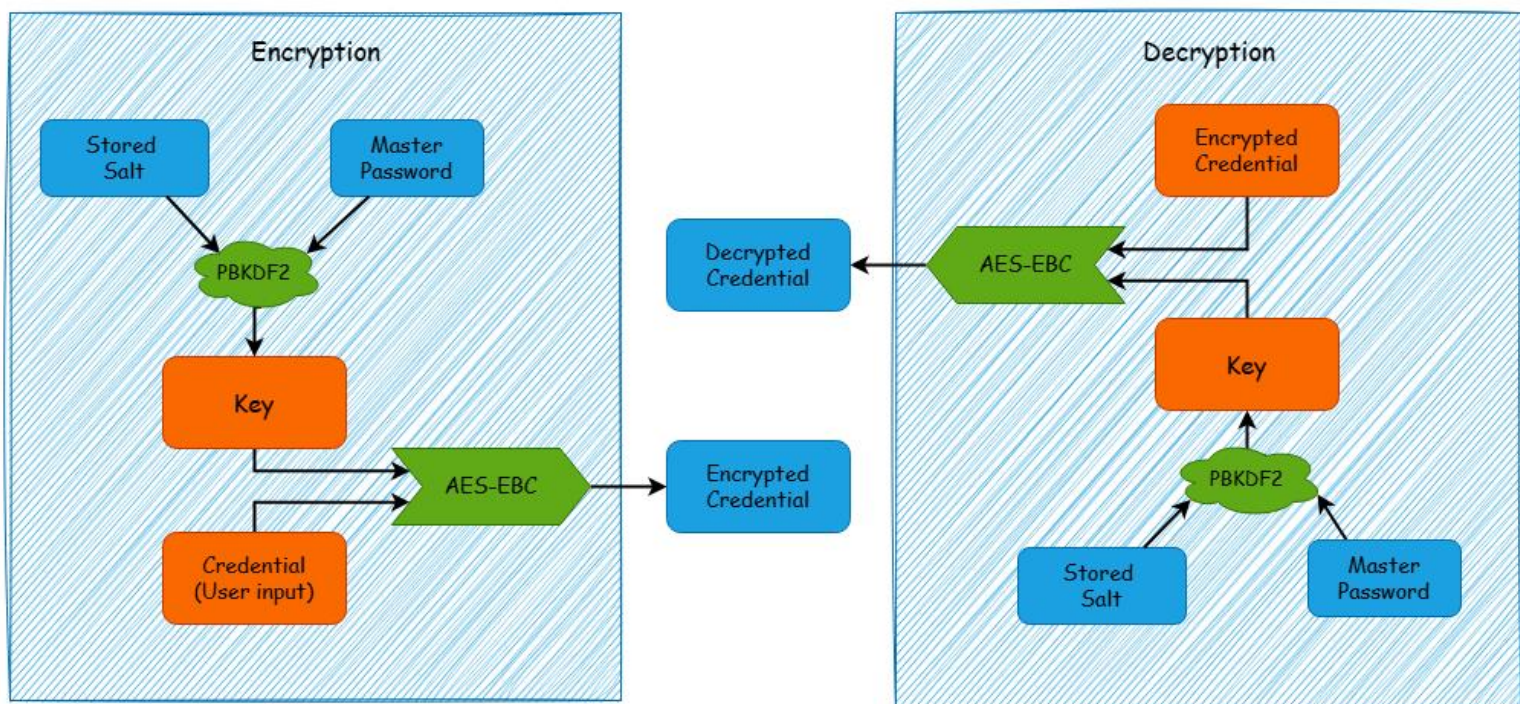 Encryption
Stored
Salt
Master
Password
PBKDF2
Key
AES-EBC
Credential
(User input)
Decrypted
Credential
Encrypted
Credential
Decryption
Encrypted
Credential
AES-EBC
Key
PBKDF2
Stored
Salt
Master
Password